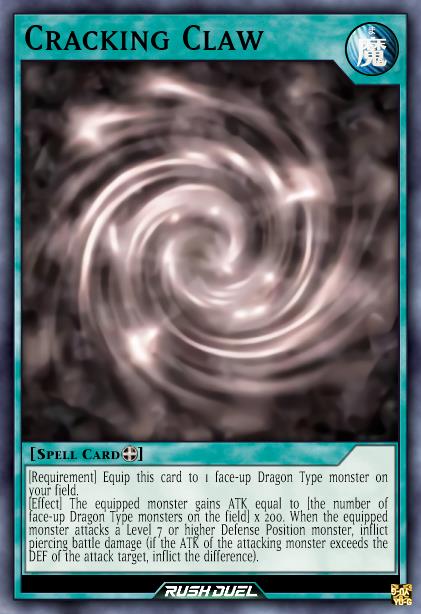 Cracking Claw
ま
魔
[Spell Card]
[Requirement] Equip this card to 1 face-up Dragon Type monster on
your field.
[Effect] The equipped monster gains ATK equal to [the number of
face-up Dragon Type monsters on the field] x 200. When the equipped
monster attacks a Level 7 or higher Defense Position monster, inflict
piercing battle damage (if the ATK of the attacking monster exceeds the
DEF of the attack target, inflict the difference).
RUSH DUEL